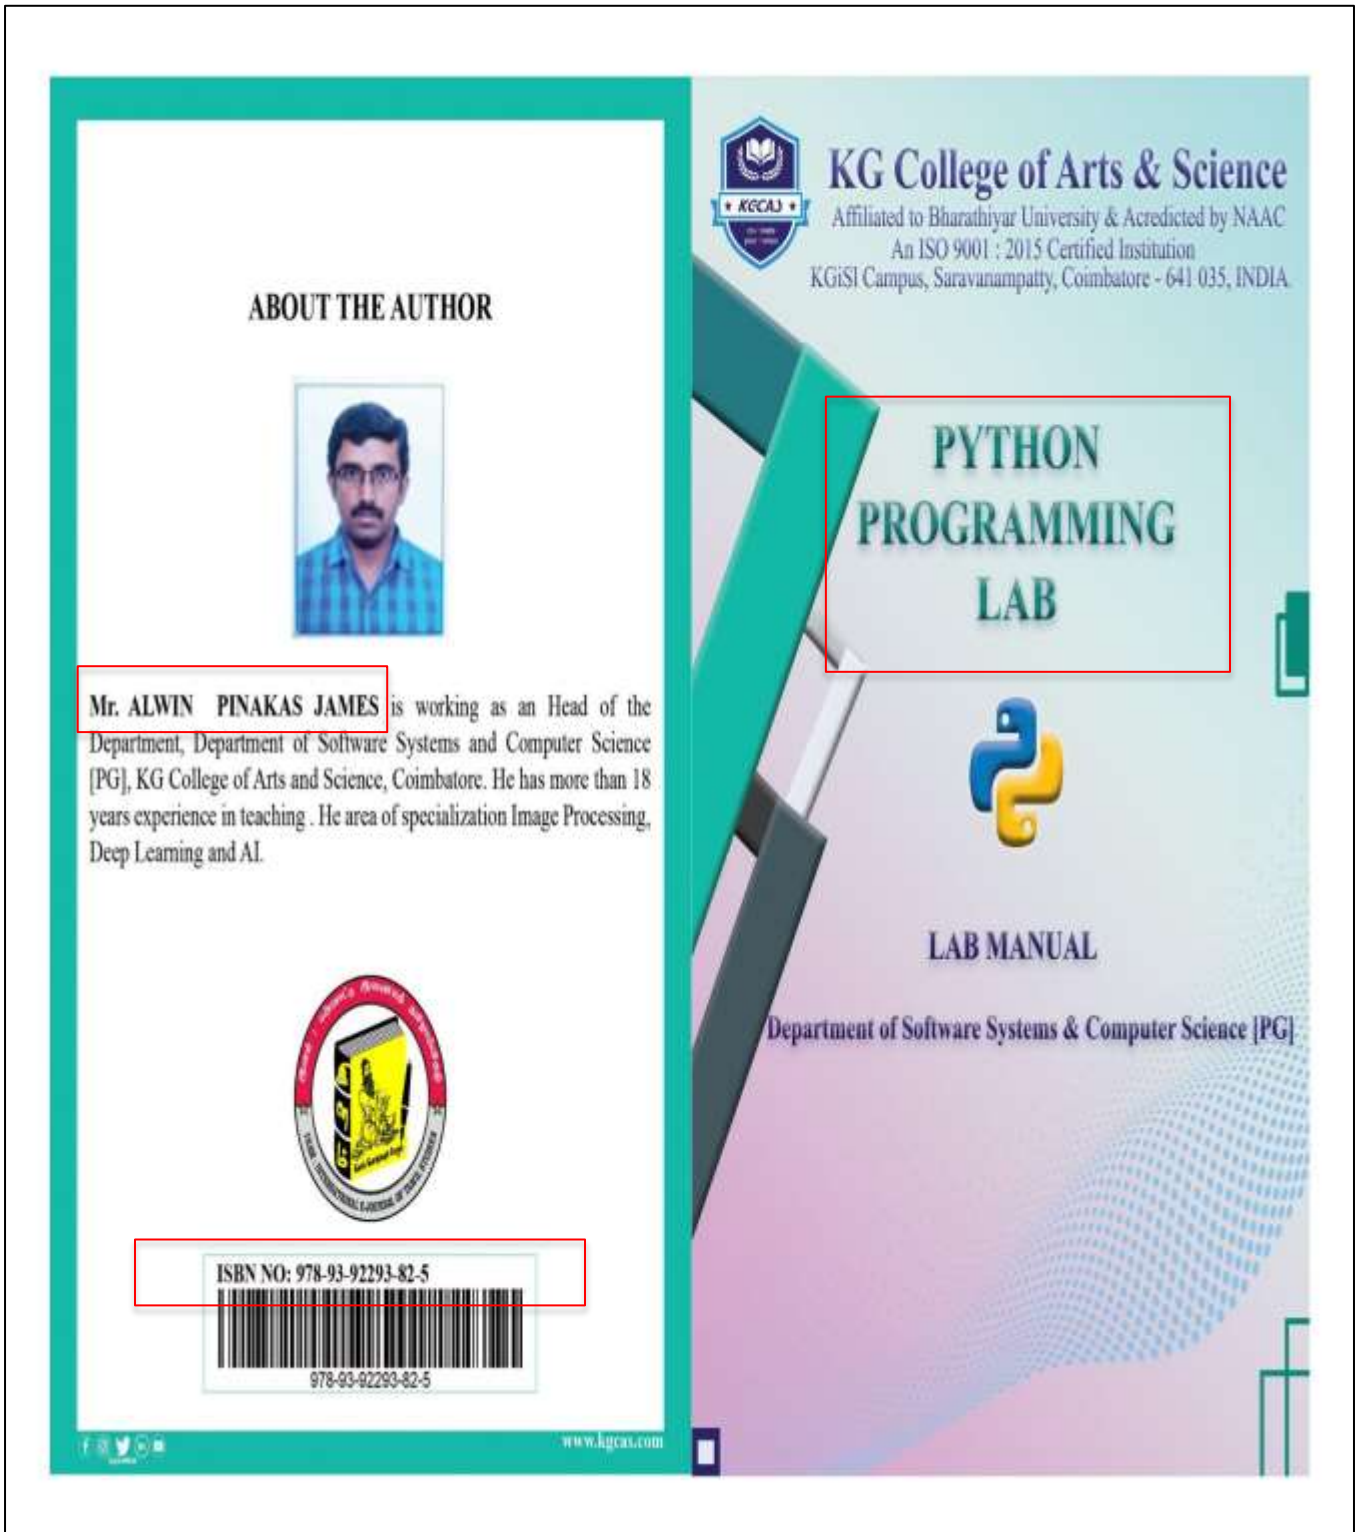 ABOUT THE AUTHOR
Mr. ALWIN PINAKAS JAMES is working as an Head of the
Department, Department of Software Systems and Computer Science
[PG], KG College of Arts and Science, Coimbatore. He has more than 18
years experience in teaching . He area of specialization Image Processing,
Deep Learning and AI.
ISBN NO: 978-93-92293-82-5
978-93-92293-82-5
www.kgcas.com
KGCAS
KG College of Arts & Science
Affiliated to Bharathiyar University & Acredicted by NAAC
An ISO 9001 : 2015 Certified Institution
KGiSl Campus, Saravanampatty, Coimbatore - 641 035, INDIA.
PYTHON
PROGRAMMING
LAB
LAB MANUAL
Department of Software Systems & Computer Science [PG]